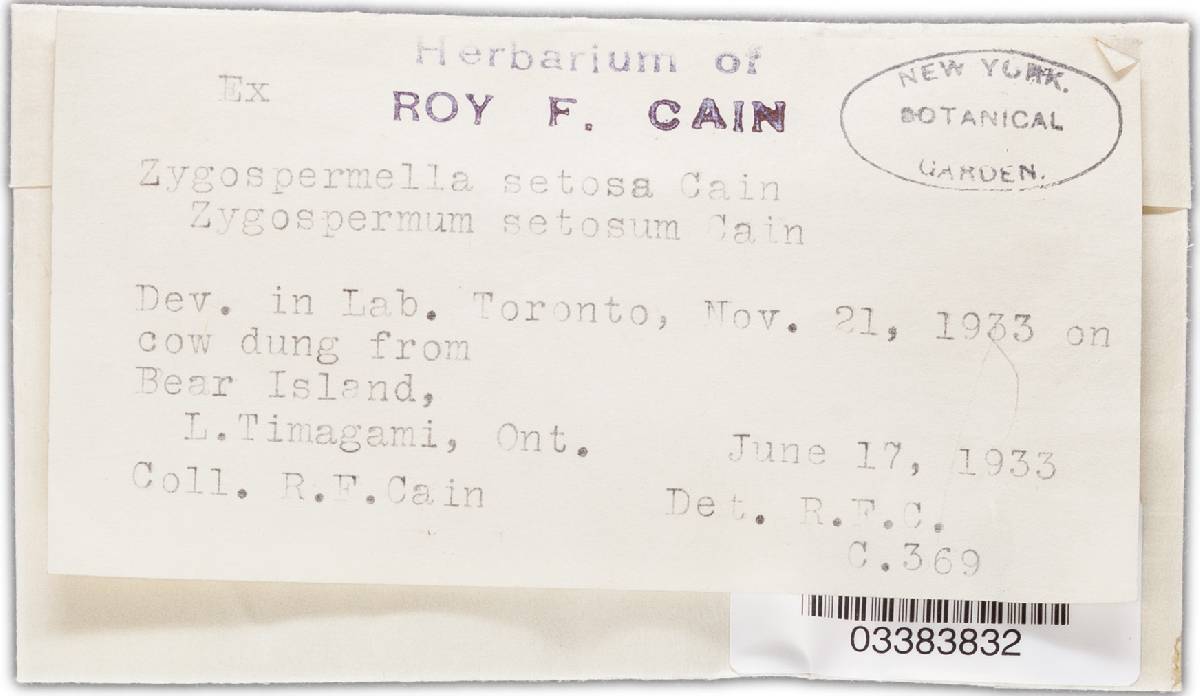 Herbarium of
Ex ROY F. CAIN
NEW YORK.
BOTANICAL
GARDEN.
Zygospermella setosa Cain
Zygospermum setosum Cain
Dev. in Lab. Toronto, Nov. 21, 1933 on
cow dung from
Bear Island,
L.Timagami, Ont. June 17, 1933
Coll. R.F.Cain Det. R.F.C.
C.369
03383832